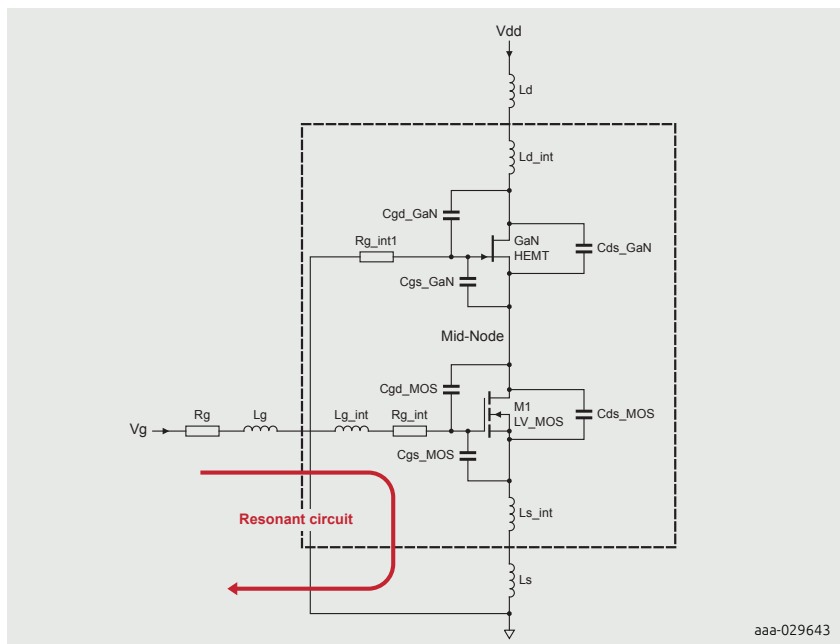 Vdd
Ld
Ld_int
Cgd_GaN
Rg_int1
GaN
HEMT
Cds_GaN
Cgs_GaN
Mid-Node
Cgd_MOS
Rg
Lg
Lg_int
Rg_int
M1
LV_MOS
Cds_MOS
Vg
Cgs_MOS
Resonant circuit
Ls_int
Ls
aaa-029643